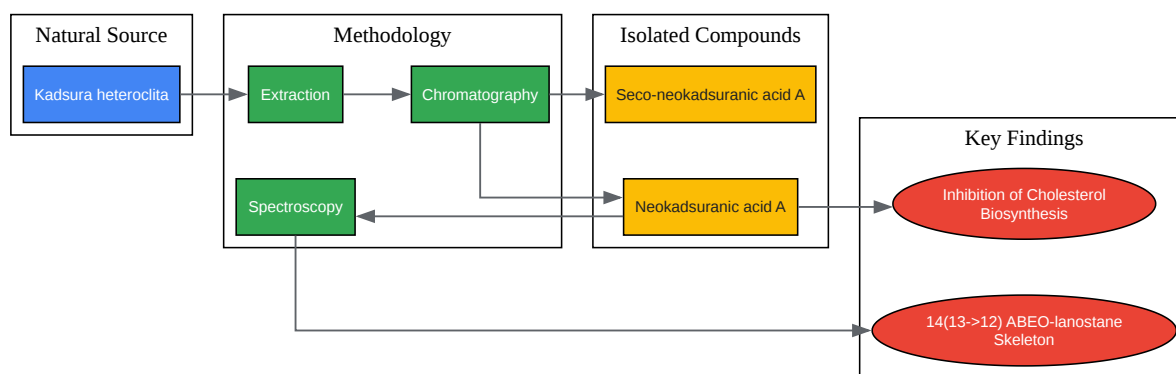 Natural Source
Kadsura heteroclita
Methodology
Extraction
Chromatography
Spectroscopy
Isolated Compounds
Seco-neokadsuranic acid A
Neokadsuranic acid A
Key Findings
Inhibition of Cholesterol
Biosynthesis
14(13->12) ABEO-lanostane
Skeleton